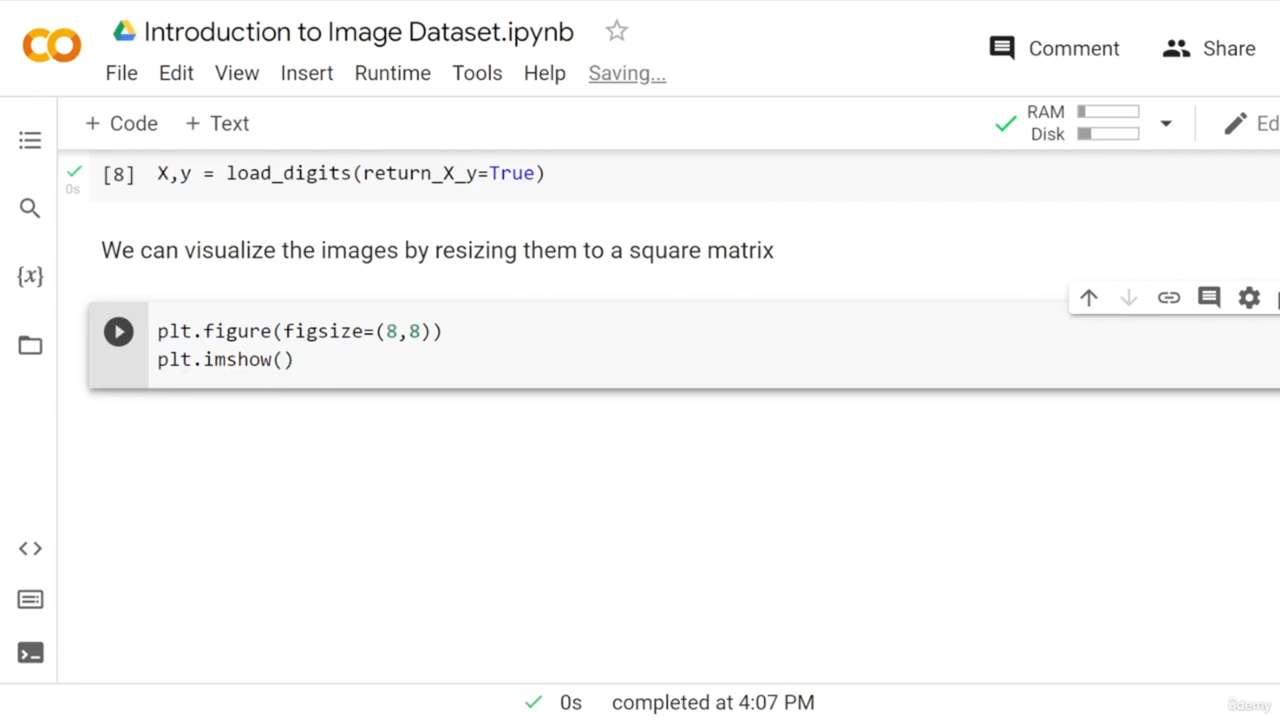 Introduction to Image Dataset.ipynb
Comment
Share
File Edit View Insert Runtime Tools Help Saving...
+ Code + Text
RAM
Disk
Ed
0s
[8] X,y = load_digits(return_X_y=True)
We can visualize the images by resizing them to a square matrix
{x}
plt.figure(figsize=(8,8))
plt.imshow()
0s completed at 4:07 PM
ûdemy